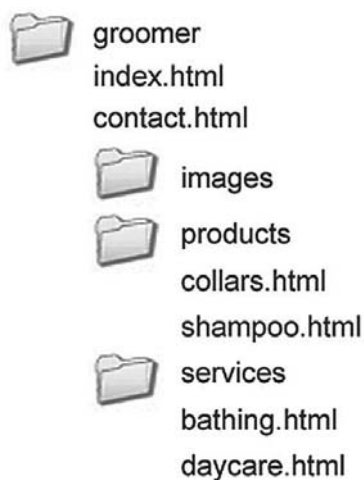 groomer
index.html
contact.html
images
products
collars.html
shampoo.html
services
bathing.html
daycare.html